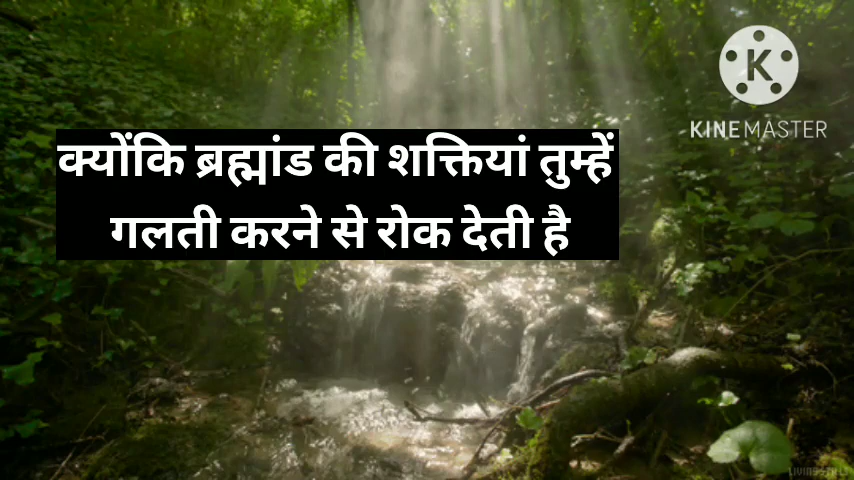 K
KINEMASTER
क्योंकि ब्रह्मांड की शक्तियां तुम्हें
गलती करने से रोक देती है